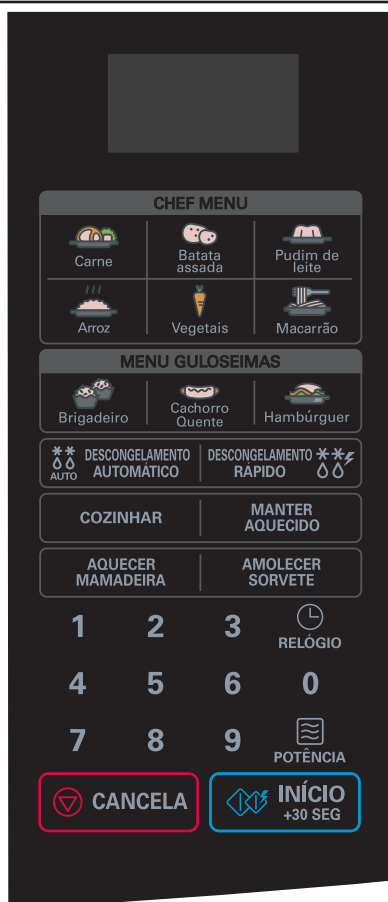 CHEF MENU
Carne
Batata
assada
Pudim de
leite
Arroz
Vegetais
Macarrão
MENU GULOSEIMAS
Brigadeiro
Cachorro
Quente
Hambúrguer
AUTO
DESCONGELAMENTO
AUTOMÁTICO
DESCONGELAMENTO
RÁPIDO
COZINHAR
MANTER
AQUECIDO
AQUECER
MAMADEIRA
AMOLECER
SORVETE
1 2 3
RELÓGIO
4 5 6 0
7 8 9
POTÊNCIA
CANCELA
INÍCIO
+30 SEG